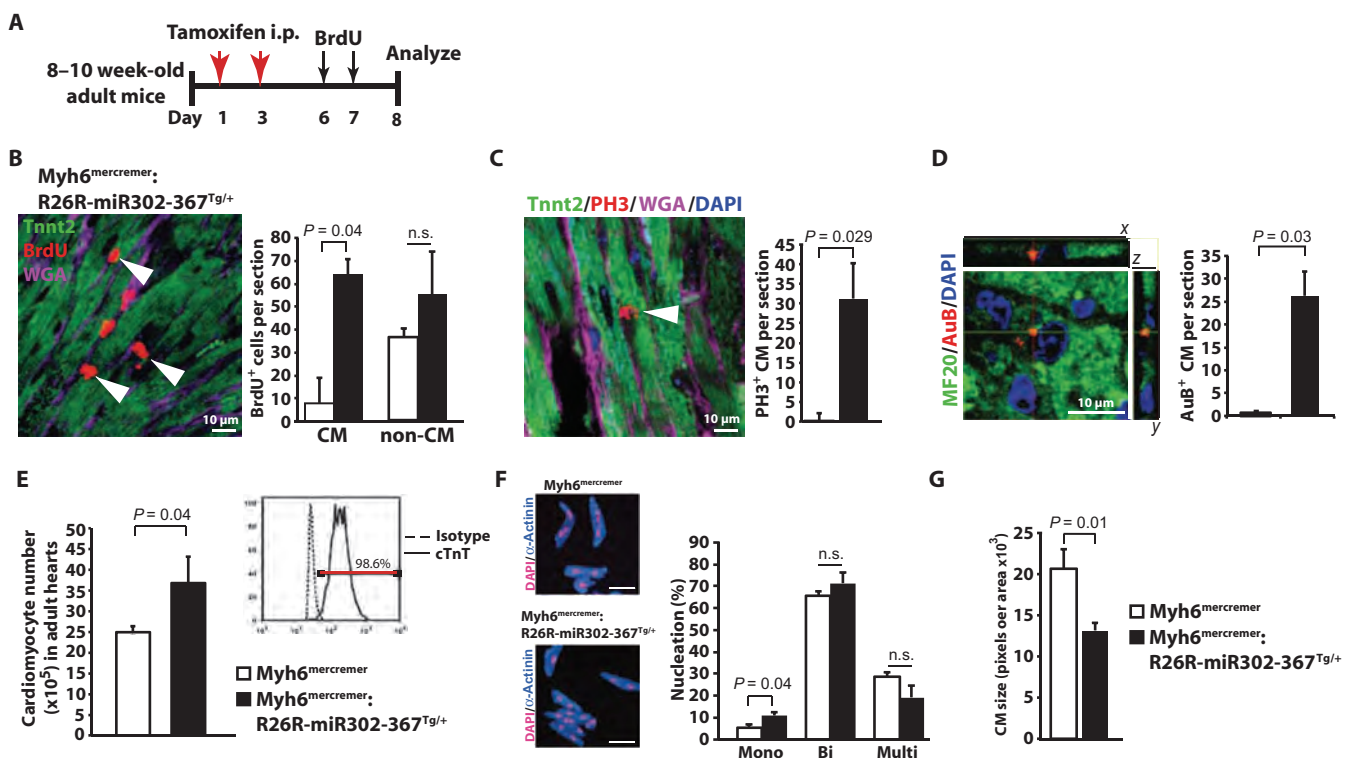 A
Tamoxifen i.p.
BrdU
Analyze
8–10 week-old
adult mice
Day 1 3 6 7 8
B
Myh6mercremer:
R26R-miR302-367Tg/+
Tnnt2
BrdU
WGA
10 µm
BrdU+ cells per section
80
70
60
50
40
30
20
10
0
P = 0.04
n.s.
CM non-CM
C
Tnnt2/PH3/WGA/DAPI
10 µm
PH3+ CM per section
45
40
35
30
25
20
15
10
5
0
P = 0.029
D
MF20/AuB/DAPI
x
z
y
10 µm
AuB+ CM per section
35
30
25
20
15
10
5
0
P = 0.03
E
Cardiomyocyte number
(x10⁵) in adult hearts
50
45
40
35
30
25
25
20
15
10
5
0
P = 0.04
100
80
60
40
20
0
98.6%
Isotype
cTnT
Myh6mercremer
Myh6mercremer:
R26R-miR302-367Tg/+
F
Myh6mercremer
DAPI/α-Actinin
Myh6mercremer:
R26R-miR302-367Tg/+
DAPI/α-Actinin
Nucleation (%)
90
80
70
60
50
40
30
20
10
0
P = 0.04
n.s.
n.s.
Mono Bi Multi
G
CM size (pixels oer area x10³)
25
20
15
10
5
0
P = 0.01
Myh6mercremer
Myh6mercremer:
R26R-miR302-367Tg/+